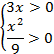 {3x > 0
x²/9 > 0